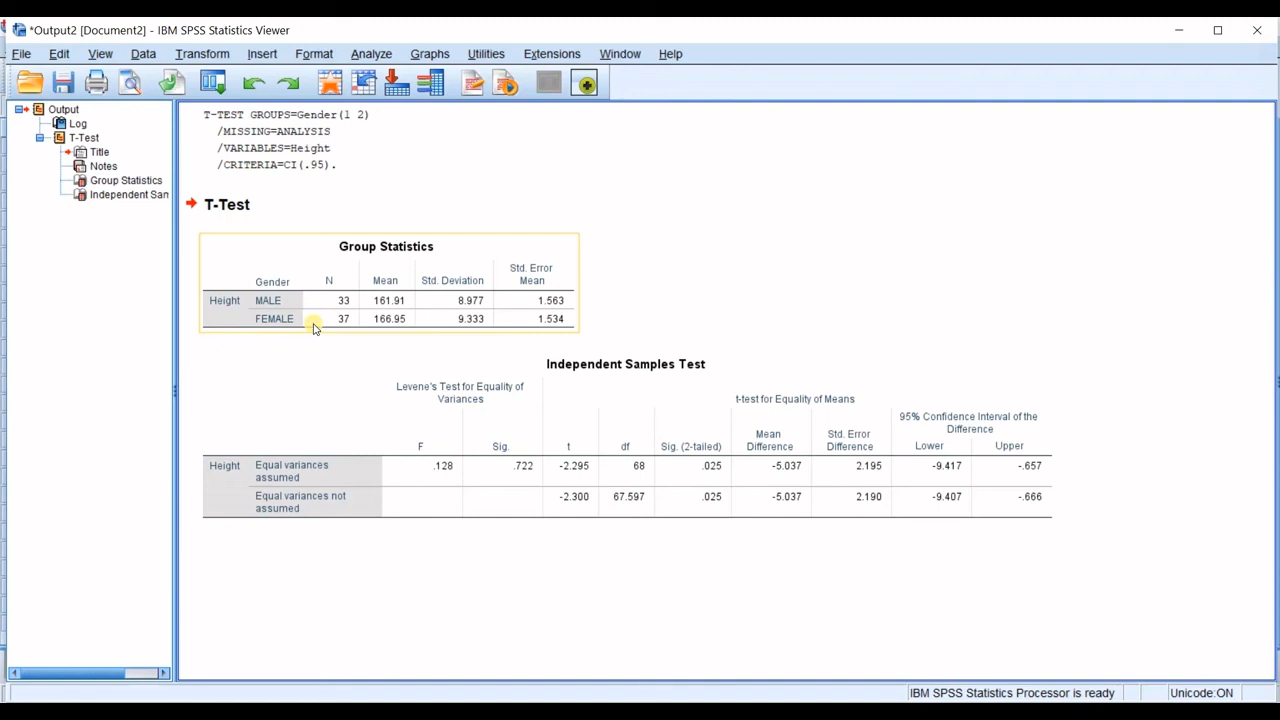 *Output2 [Document2] - IBM SPSS Statistics Viewer
File Edit View Data Transform Insert Format Analyze Graphs Utilities Extensions Window Help
Output
Log
T-Test
Title
Notes
Group Statistics
Independent Sam
T-TEST GROUPS=Gender(1 2)
/MISSING=ANALYSIS
/VARIABLES=Height
/CRITERIA=CI(.95).
T-Test
Group Statistics
Gender N Mean Std. Deviation Std. Error Mean
Height MALE 33 161.91 8.977 1.563
FEMALE 37 166.95 9.333 1.534
Independent Samples Test
Levene's Test for Equality of Variances
t-test for Equality of Means
95% Confidence Interval of the Difference
F Sig. t df Sig. (2-tailed) Mean Difference Std. Error Difference Lower Upper
Height Equal variances assumed .128 .722 -2.295 68 .025 -5.037 2.195 -9.417 -.657
Equal variances not assumed -2.300 67.597 .025 -5.037 2.190 -9.407 -.666
IBM SPSS Statistics Processor is ready Unicode:ON